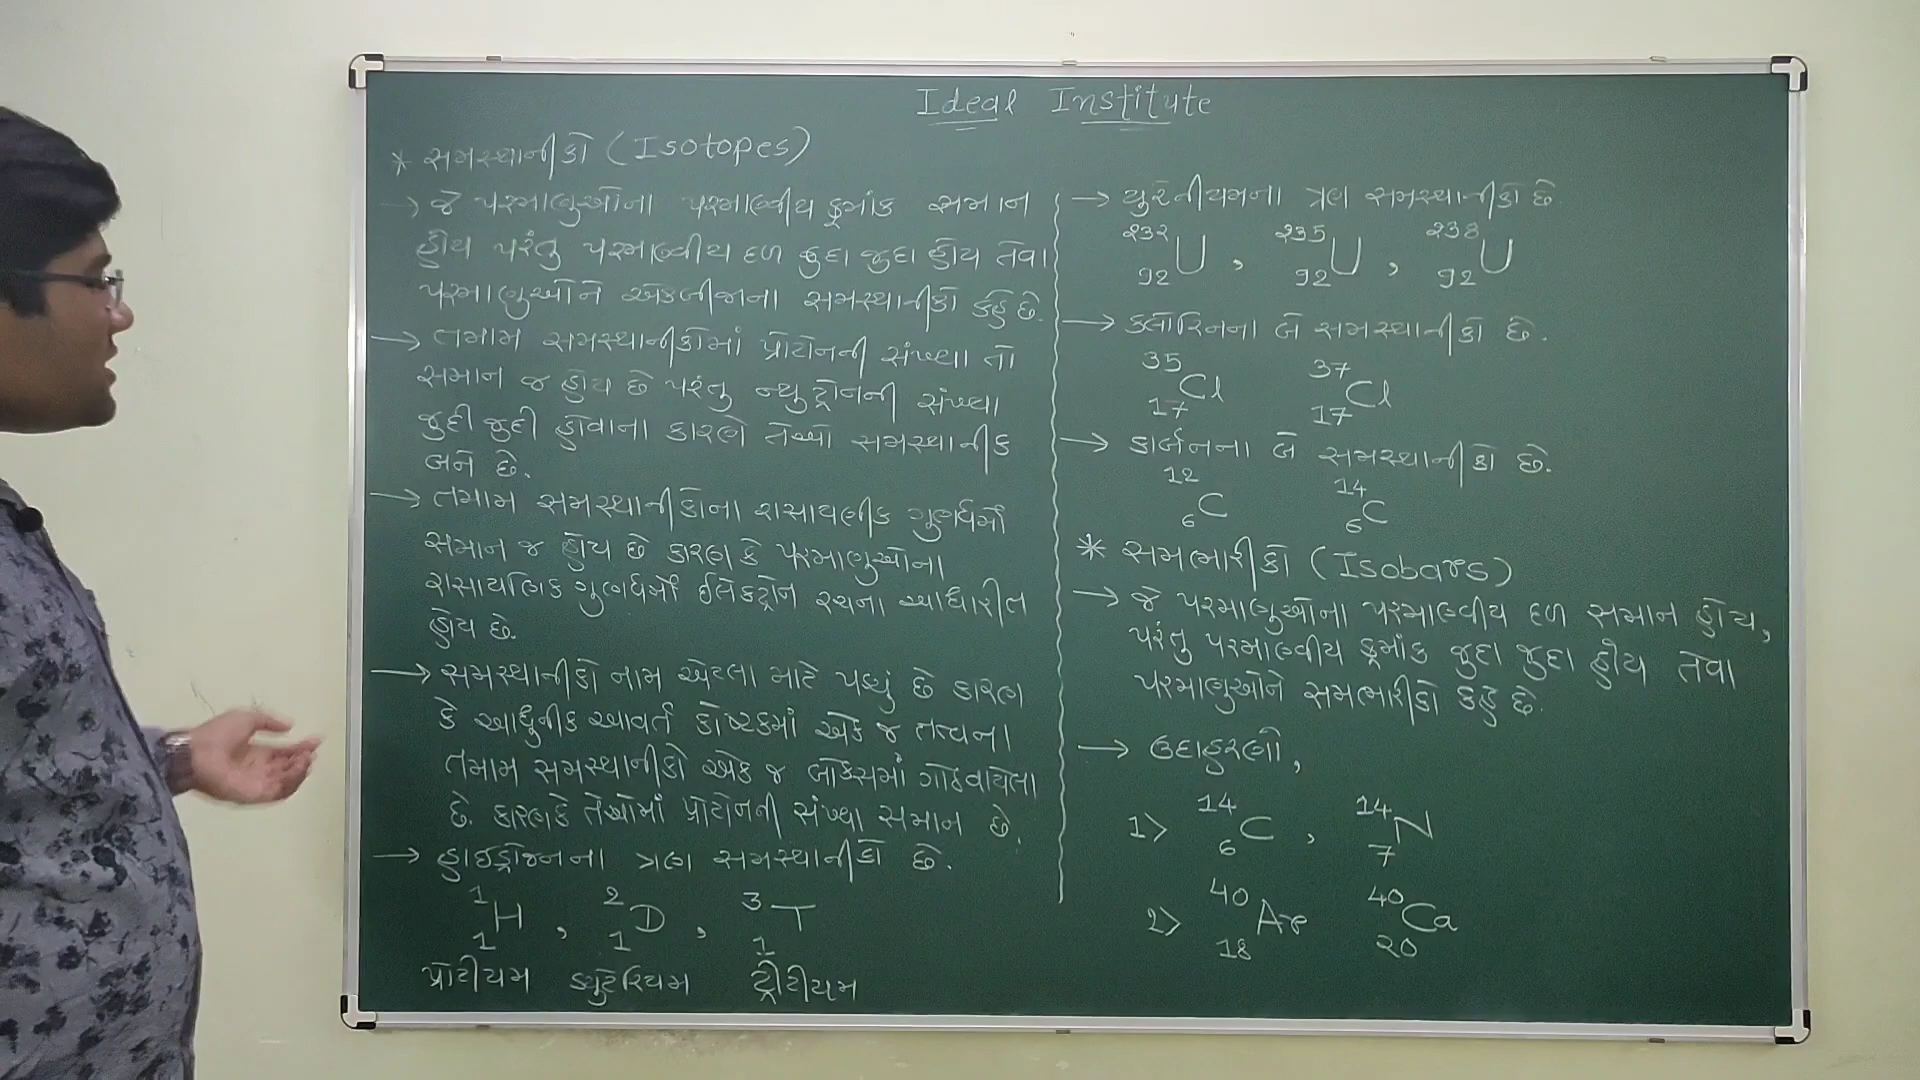 Ideal Institute
* સમસ્થાનીકો (Isotopes)
→ જે પરમાણુઓના પરમાણ્વીય ક્રમાંક સમાન
હોય પરંતુ પરમાણ્વીય દળ જુદા જુદા હોય તેવા
પરમાણુઓને એકબીજાના સમસ્થાનીકો કહે છે.
→ તમામ સમસ્થાનીકોમાં પ્રોટોનની સંખ્યા તો
સમાન જ હોય છે પરંતુ ન્યુટ્રોનની સંખ્યા
જુદી જુદી હોવાના કારણે તેઓ સમસ્થાનીક
બને છે.
→ તમામ સમસ્થાનીકોના રાસાયણીક ગુણધર્મો
સમાન જ હોય છે કારણ કે પરમાણુઓના
રાસાયણિક ગુણધર્મો ઈલેકટ્રોન રચના આધારીત
હોય છે.
→ સમસ્થાનીકો નામ એટલા માટે પડ્યું છે કારણ
કે આધુનીક આવર્ત કોષ્ટકમાં એક જ તત્વના
તમામ સમસ્થાનીકો એક જ બોક્સમાં ગોઠવાયેલા
છે. કારણકે તેઓમાં પ્રોટોનની સંખ્યા સમાન છે.
→ હાઈડ્રોજનના ત્રણ સમસ્થાનીકો છે.
¹₁H , ²₁D , ³₁T
પ્રોટીયમ ડ્યુટેરિયમ ટ્રીટીયમ
→ યુરેનીયમના ત્રણ સમસ્થાનીકો છે.
²³²₉₂U , ²³⁵₉₂U , ²³⁸₉₂U
→ કલોરિનના બે સમસ્થાનીકો છે.
³⁵₁₇Cl ³⁷₁₇Cl
→ કાર્બનના બે સમસ્થાનીકો છે.
¹²₆C ¹⁴₆C
* સમભારીકો (Isobars)
→ જે પરમાણુઓના પરમાણ્વીય દળ સમાન હોય,
પરંતુ પરમાણ્વીય ક્રમાંક જુદા જુદા હોય તેવા
પરમાણુઓને સમભારીકો કહે છે.
→ ઉદાહરણો,
1> ¹⁴₆C , ¹⁴₇N
2> ⁴⁰₁₈Ar ⁴⁰₂₀Ca